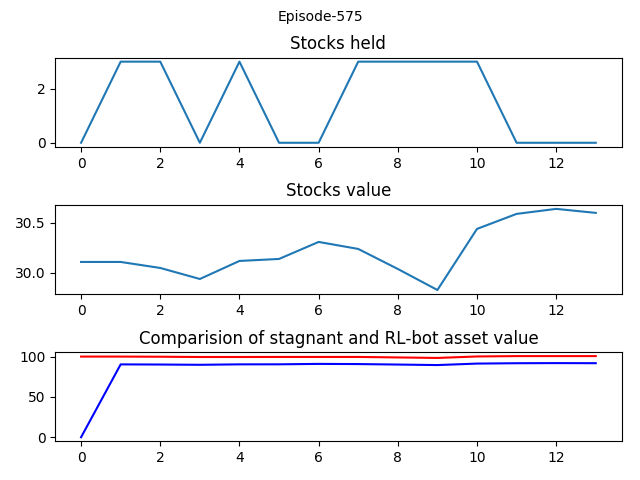 Episode-575
Stocks held
2
0
0 2 4 6 8 10 12
Stocks value
30.5
30.0
0 2 4 6 8 10 12
Comparision of stagnant and RL-bot asset value
100
50
0
0 2 4 6 8 10 12